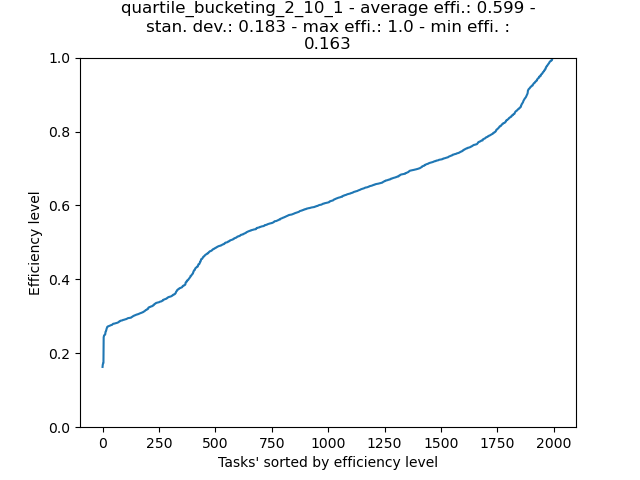 quartile_bucketing_2_10_1 - average effi.: 0.599 -
stan. dev.: 0.183 - max effi.: 1.0 - min effi. :
0.163
1.0
0.8
0.6
0.4
0.2
0.0
Efficiency level
0 250 500 750 1000 1250 1500 1750 2000
Tasks' sorted by efficiency level